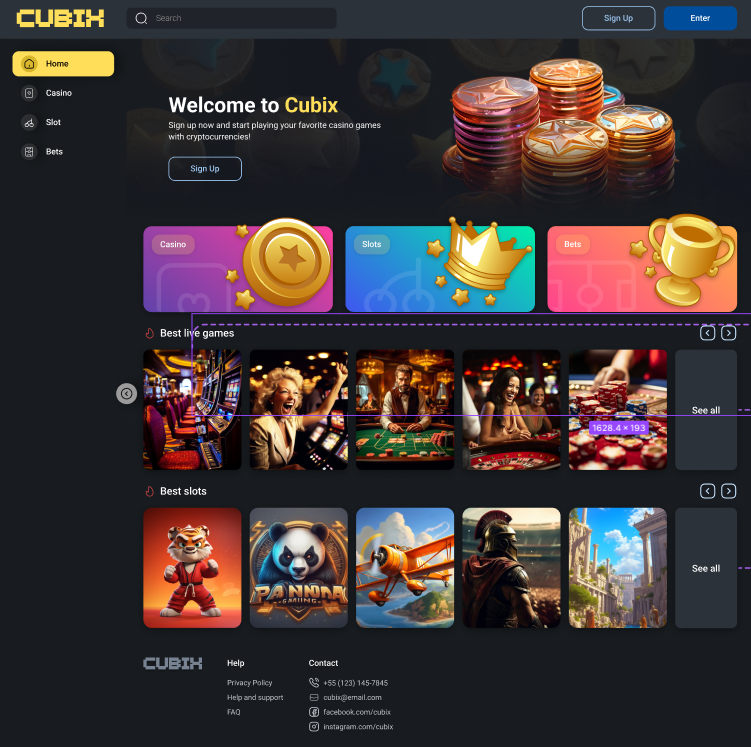 CUBIX
Search
Sign Up
Enter
Home
Casino
Slot
Bets
Welcome to Cubix
Sign up now and start playing your favorite casino games
with cryptocurrencies!
Sign Up
Casino
Slots
Bets
Best live games
See all
1628.4 × 193
Best slots
PANNDA
GAMING
See all
CUBIX
Help
Privacy Policy
Help and support
FAQ
Contact
+55 (123) 145-7845
cubix@email.com
facebook.com/cubix
instagram.com/cubix